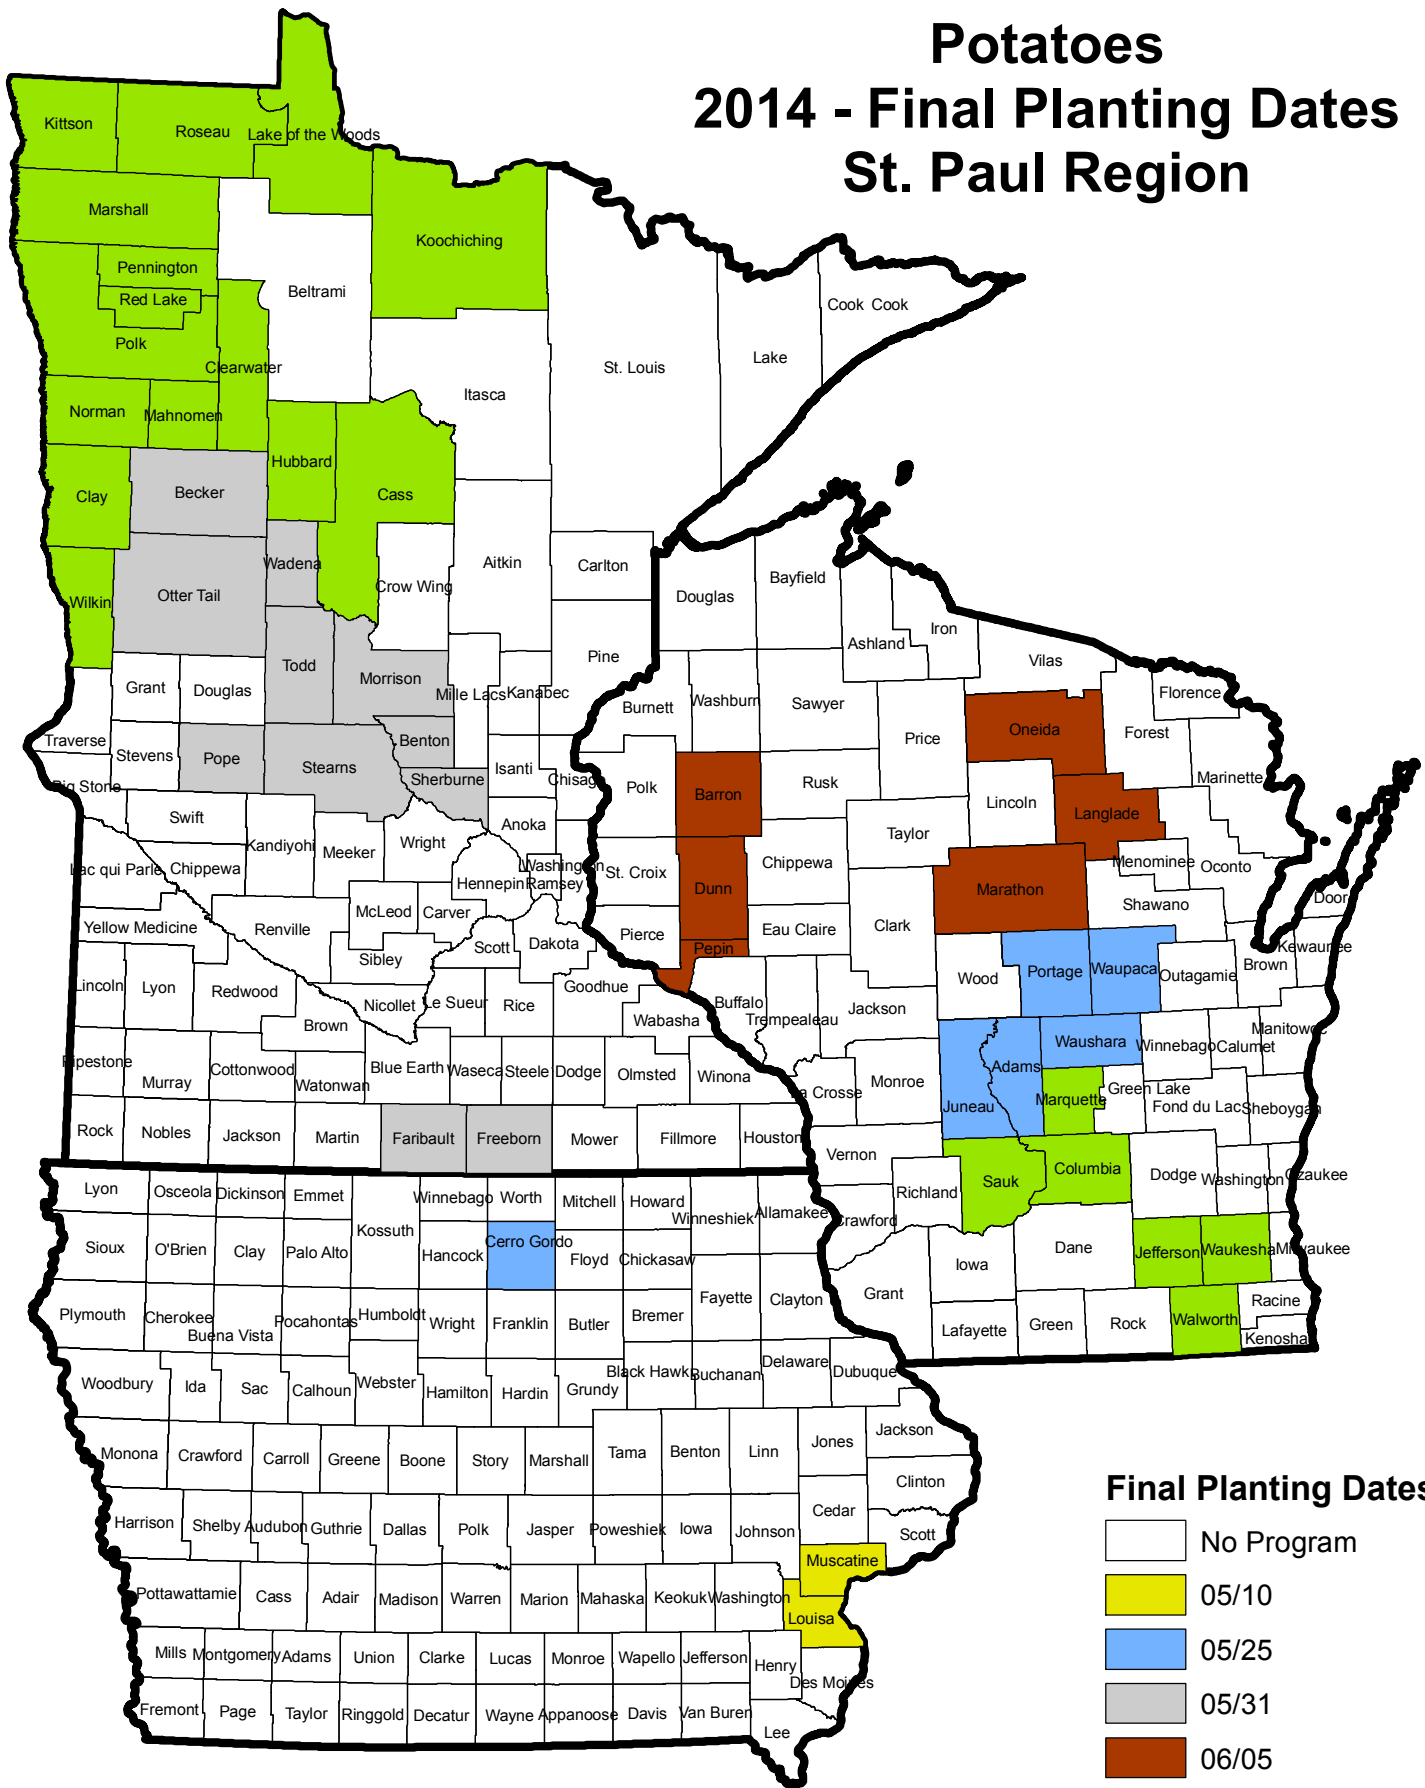 Potatoes
2014 - Final Planting Dates
St. Paul Region
Kittson
Roseau
Lake of the Woods
Marshall
Koochiching
Pennington
Beltrami
Red Lake
Cook Cook
Polk
Lake
Clearwater
St. Louis
Itasca
Norman
Mahnomen
Hubbard
Becker
Clay
Cass
Wadena
Aitkin
Carlton
Crow Wing
Otter Tail
Wilkin
Pine
Todd
Morrison
Grant
Douglas
Mille Lacs
Kanabec
Traverse
Stevens
Pope
Stearns
Benton
Sherburne
Isanti
Chisago
Big Stone
Swift
Kandiyohi
Meeker
Wright
Anoka
Lac qui Parle
Chippewa
Hennepin
Washington
Ramsey
McLeod
Carver
Yellow Medicine
Renville
Scott
Dakota
Sibley
Lincoln
Lyon
Redwood
Nicollet
Le Sueur
Rice
Goodhue
Brown
Wabasha
Pipestone
Murray
Cottonwood
Watonwan
Blue Earth
Waseca
Steele
Dodge
Olmsted
Winona
Rock
Nobles
Jackson
Martin
Faribault
Freeborn
Mower
Fillmore
Houston
Douglas
Bayfield
Ashland
Iron
Vilas
Florence
Burnett
Washburn
Sawyer
Price
Oneida
Forest
Marinette
Polk
Barron
Rusk
Lincoln
Langlade
Taylor
Menominee
Oconto
St. Croix
Dunn
Chippewa
Marathon
Shawano
Door
Pierce
Pepin
Eau Claire
Clark
Kewaunee
Wood
Portage
Waupaca
Outagamie
Brown
Buffalo
Trempealeau
Jackson
Manitowoc
Adams
Waushara
Winnebago
Calumet
La Crosse
Monroe
Juneau
Marquette
Green Lake
Fond du Lac
Sheboygan
Vernon
Richland
Sauk
Columbia
Dodge
Washington
Ozaukee
Crawford
Iowa
Dane
Jefferson
Waukesha
Milwaukee
Grant
Lafayette
Green
Rock
Walworth
Racine
Kenosha
Lyon
Osceola
Dickinson
Emmet
Kossuth
Winnebago
Worth
Mitchell
Howard
Winneshiek
Allamakee
Sioux
O'Brien
Clay
Palo Alto
Hancock
Cerro Gordo
Floyd
Chickasaw
Plymouth
Cherokee
Buena Vista
Pocahontas
Humboldt
Wright
Franklin
Butler
Bremer
Fayette
Clayton
Woodbury
Ida
Sac
Calhoun
Webster
Hamilton
Hardin
Grundy
Black Hawk
Buchanan
Delaware
Dubuque
Monona
Crawford
Carroll
Greene
Boone
Story
Marshall
Tama
Benton
Linn
Jones
Jackson
Clinton
Cedar
Scott
Harrison
Shelby
Audubon
Guthrie
Dallas
Polk
Jasper
Poweshiek
Iowa
Johnson
Muscatine
Pottawattamie
Cass
Adair
Madison
Warren
Marion
Mahaska
Keokuk
Washington
Louisa
Mills
Montgomery
Adams
Union
Clarke
Lucas
Monroe
Wapello
Jefferson
Henry
Des Moines
Fremont
Page
Taylor
Ringgold
Decatur
Wayne
Appanoose
Davis
Van Buren
Lee
Final Planting Dates
No Program
05/10
05/25
05/31
06/05